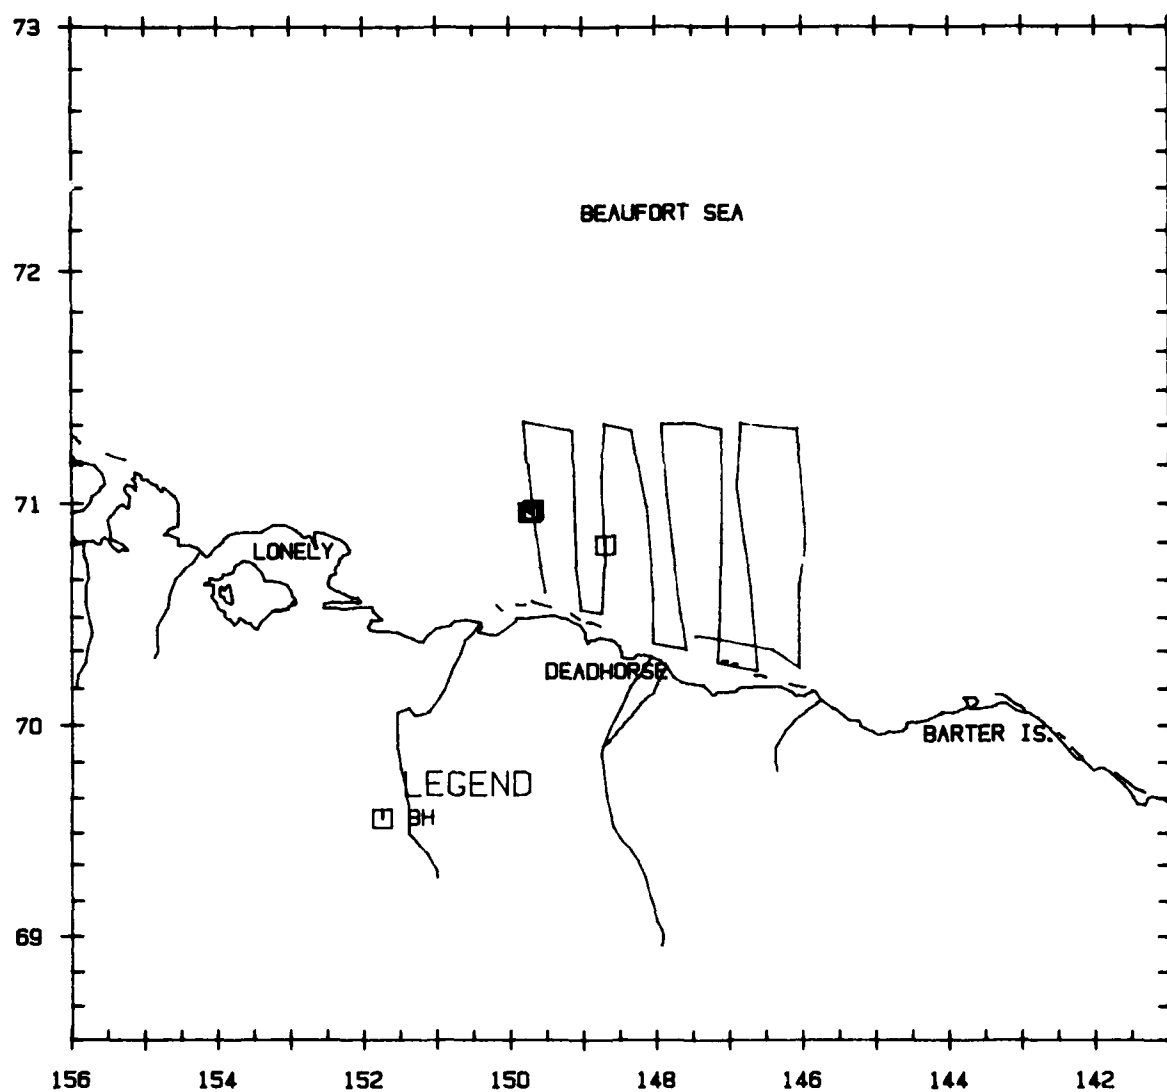 73
BEAUFORT SEA
72
71
LONELY
DEADHORSE
70
BARTER IS.
LEGEND
BH
69
156 154 152 150 148 146 144 142